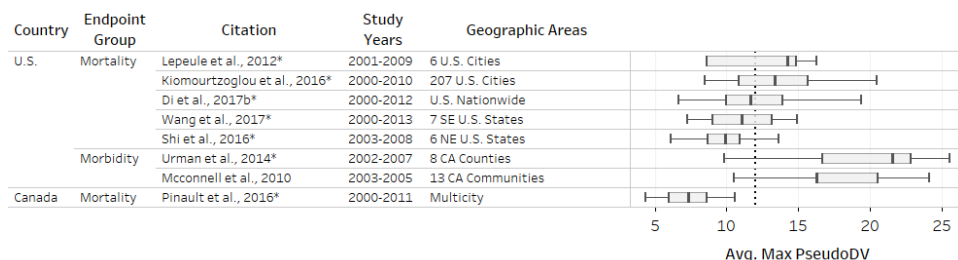 Country Endpoint Group Citation Study Years Geographic Areas
U.S. Mortality Lepeule et al., 2012* 2001-2009 6 U.S. Cities
Kiomourtzoglou et al., 2016* 2000-2010 207 U.S. Cities
Di et al., 2017b* 2000-2012 U.S. Nationwide
Wang et al., 2017* 2000-2013 7 SE U.S. States
Shi et al., 2016* 2003-2008 6 NE U.S. States
Morbidity Urman et al., 2014* 2002-2007 8 CA Counties
Mcconnell et al., 2010 2003-2005 13 CA Communities
Canada Mortality Pinault et al., 2016* 2000-2011 Multicity
5 10 15 20 25
Avg. Max PseudoDV